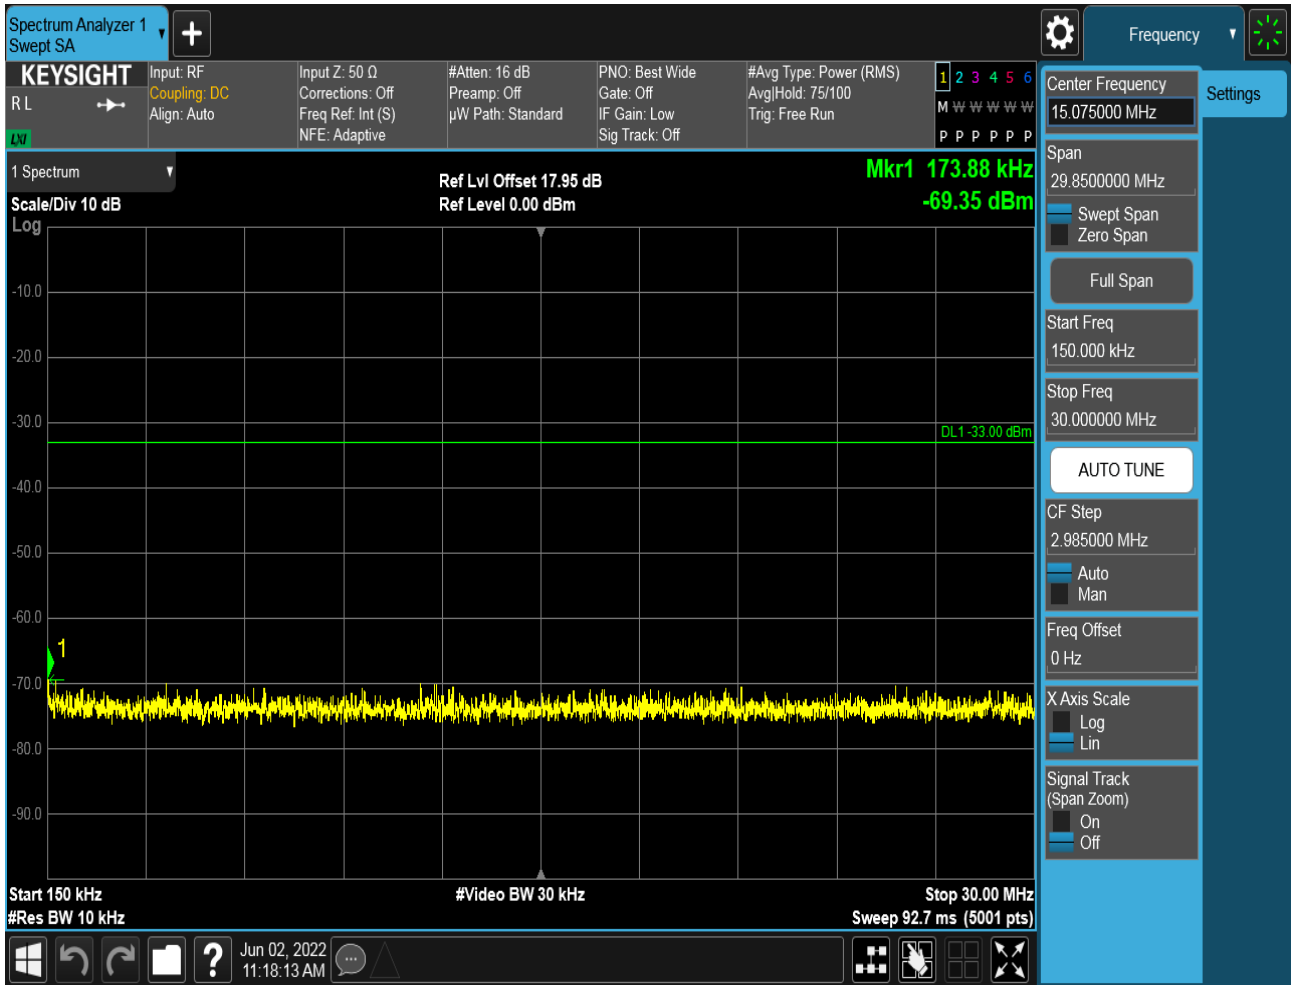 Spectrum Analyzer 1
Swept SA
Frequency
KEYSIGHT
R L
LXI
Input: RF
Coupling: DC
Align: Auto
Input Z: 50 Ω
Corrections: Off
Freq Ref: Int (S)
NFE: Adaptive
#Atten: 16 dB
Preamp: Off
µW Path: Standard
PNO: Best Wide
Gate: Off
IF Gain: Low
Sig Track: Off
#Avg Type: Power (RMS)
Avg|Hold: 75/100
Trig: Free Run
1 2 3 4 5 6
M W W W W W
P P P P P P
1 Spectrum
Scale/Div 10 dB
Log
Ref Lvl Offset 17.95 dB
Ref Level 0.00 dBm
Mkr1 173.88 kHz
-69.35 dBm
-10.0
-20.0
-30.0
DL1 -33.00 dBm
-40.0
-50.0
-60.0
1
-70.0
-80.0
-90.0
Start 150 kHz
#Video BW 30 kHz
Stop 30.00 MHz
#Res BW 10 kHz
Sweep 92.7 ms (5001 pts)
?
Jun 02, 2022
11:18:13 AM
Center Frequency
15.075000 MHz
Settings
Span
29.8500000 MHz
Swept Span
Zero Span
Full Span
Start Freq
150.000 kHz
Stop Freq
30.000000 MHz
AUTO TUNE
CF Step
2.985000 MHz
Auto
Man
Freq Offset
0 Hz
X Axis Scale
Log
Lin
Signal Track
(Span Zoom)
On
Off